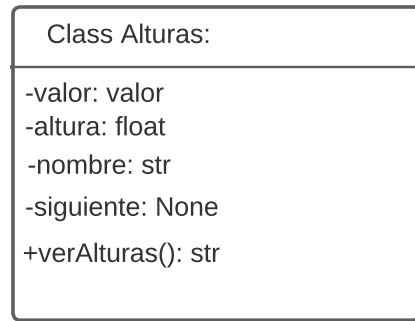 Class Alturas:
-valor: valor
-altura: float
-nombre: str
-siguiente: None
+verAlturas(): str